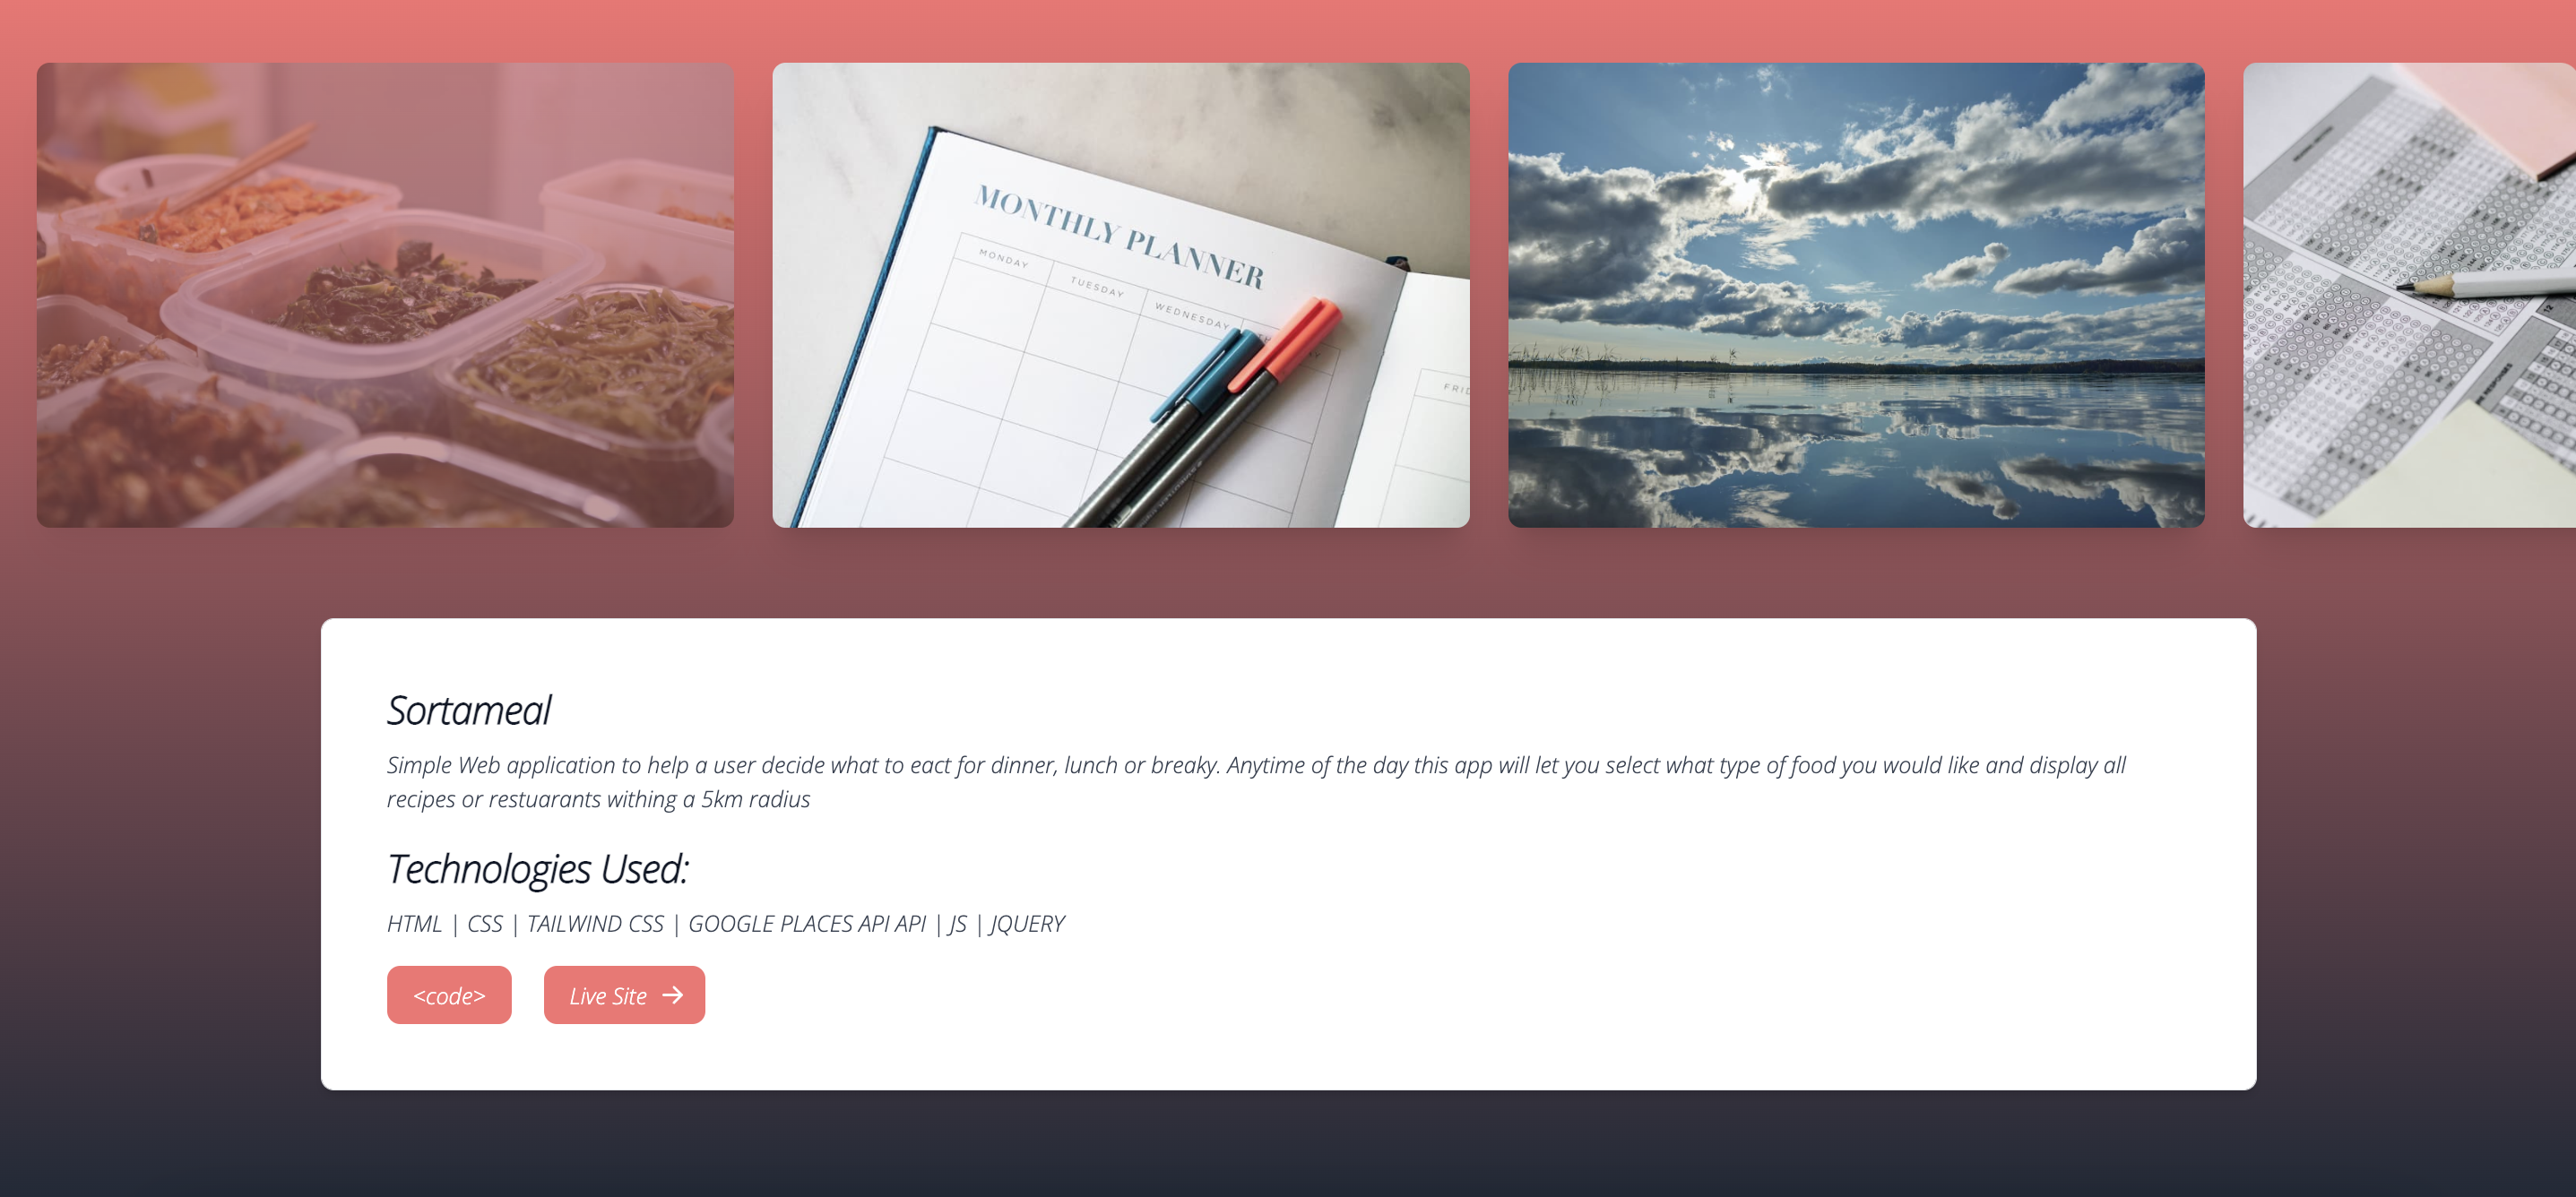 MONTHLY PLANNER
MONDAY
TUESDAY
WEDNESDAY
12
Sortameal
Simple Web application to help a user decide what to eact for dinner, lunch or breaky. Anytime of the day this app will let you select what type of food you would like and display all
recipes or restuarants withing a 5km radius
Technologies Used:
HTML | CSS | TAILWIND CSS | GOOGLE PLACES API API | JS | JQUERY
<code>
Live Site →